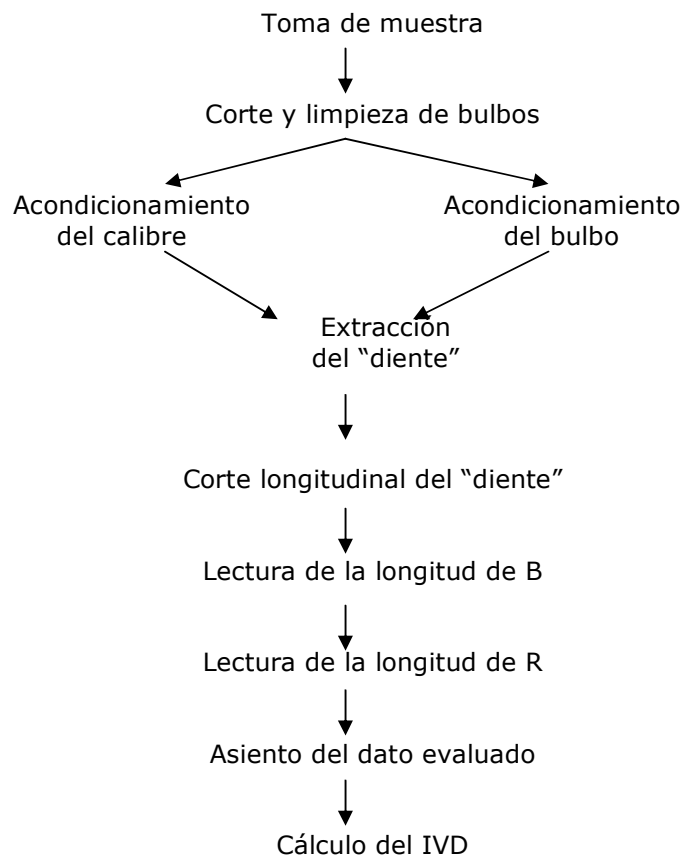 Toma de muestra
Corte y limpieza de bulbos
Acondicionamiento
del calibre
Acondicionamiento
del bulbo
Extracción
del “diente”
Corte longitudinal del “diente”
Lectura de la longitud de B
Lectura de la longitud de R
Asiento del dato evaluado
Cálculo del IVD